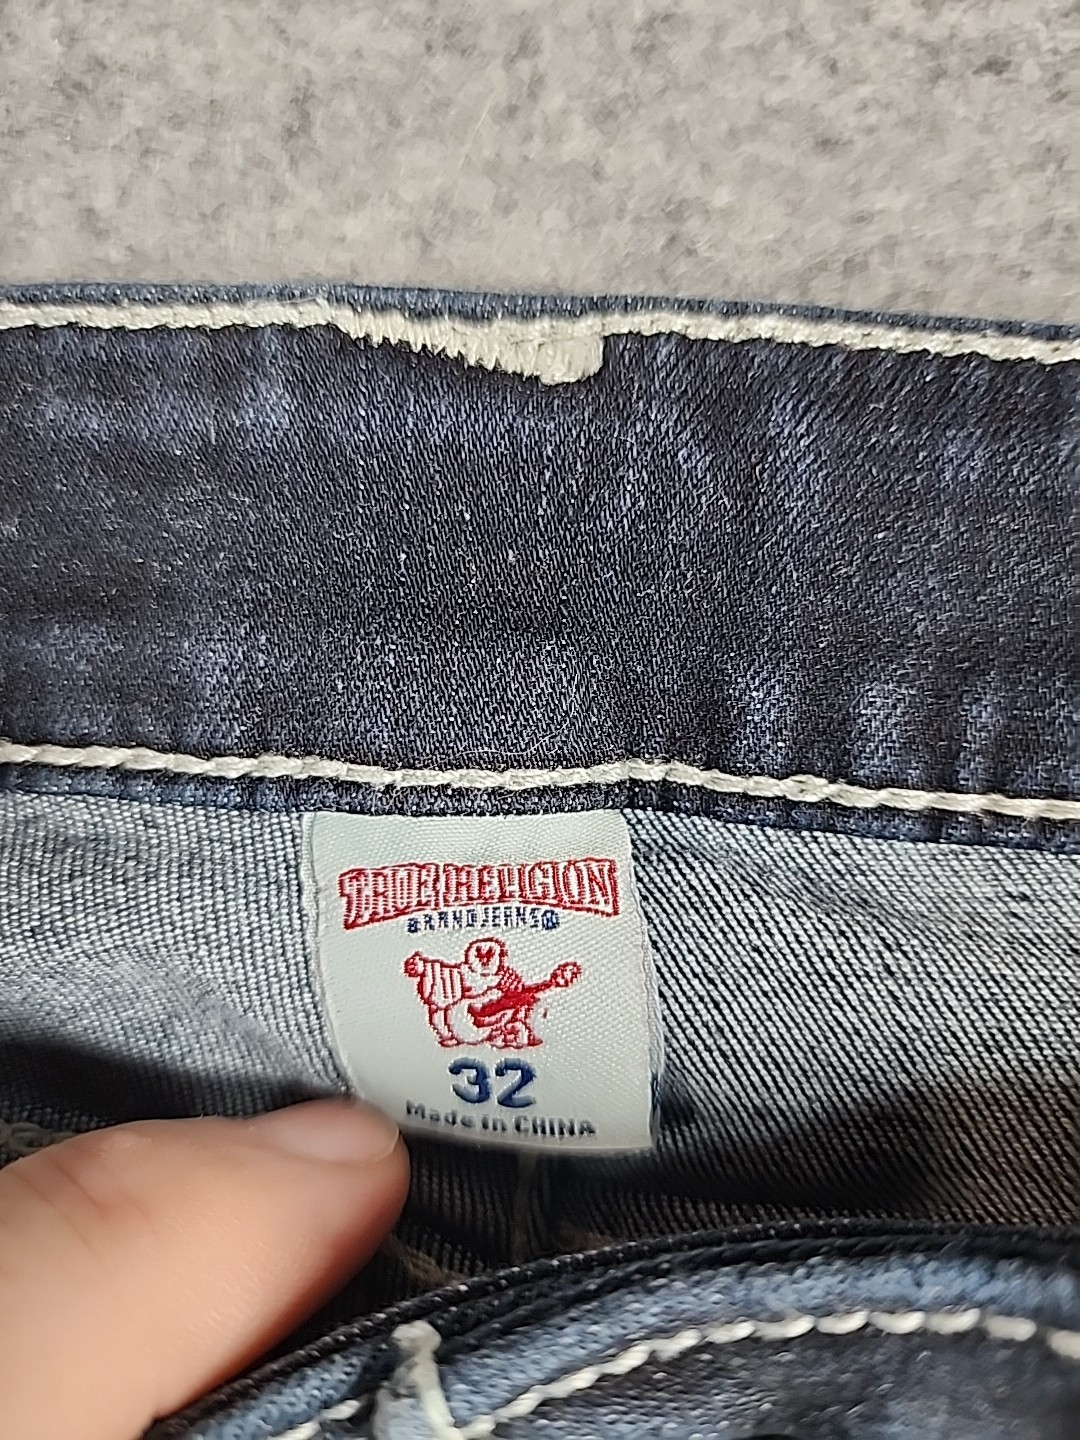 TRUE RELIGION
BRAND JEANS®
32
Made in CHINA